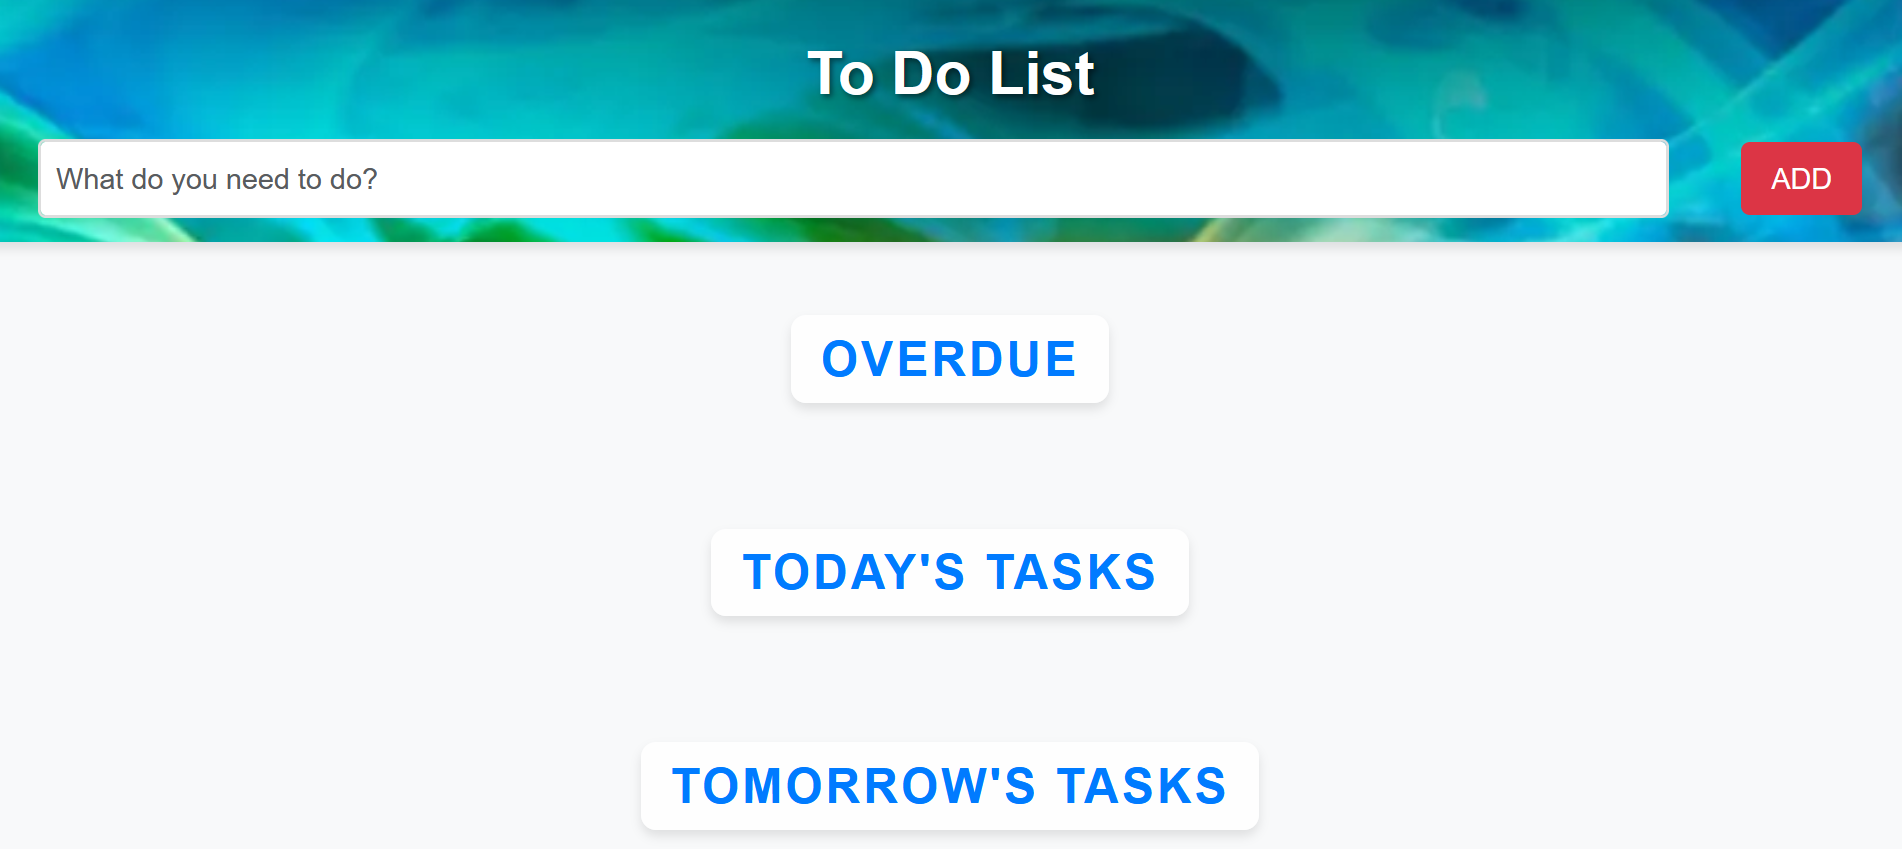 To Do List
What do you need to do?
ADD
OVERDUE
TODAY'S TASKS
TOMORROW'S TASKS